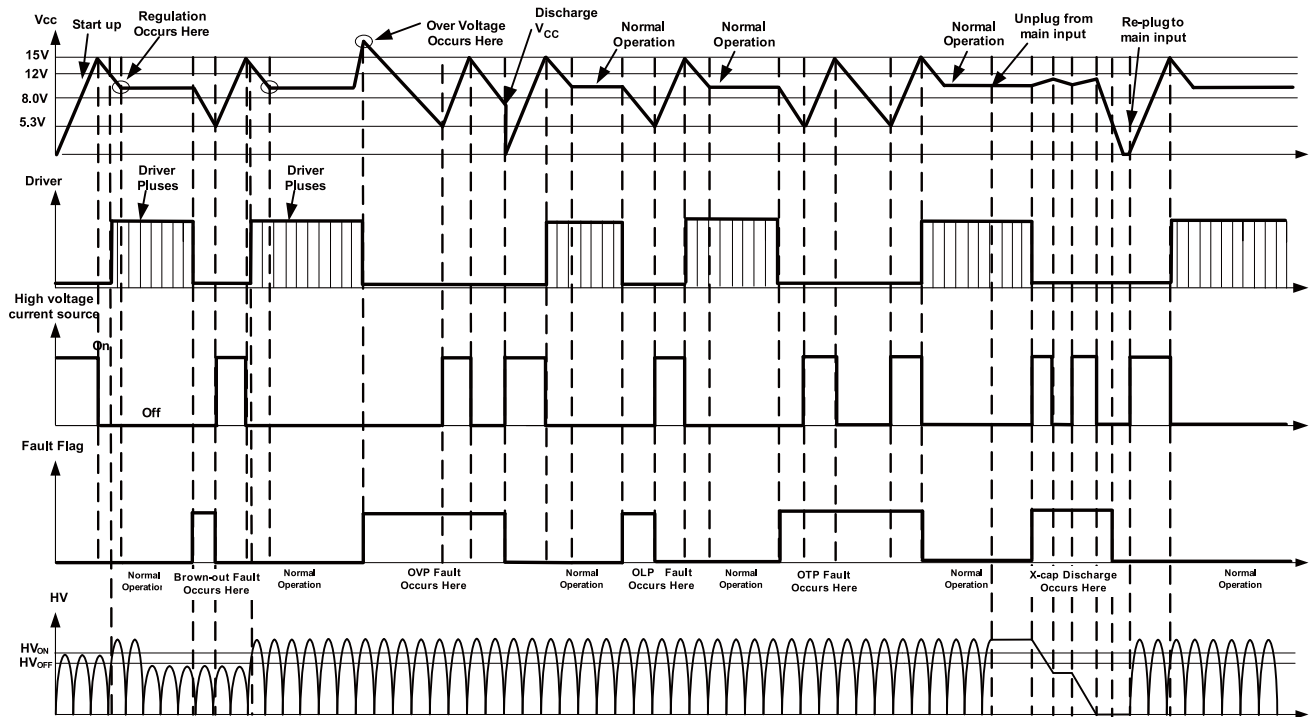 Vcc
Start up
Regulation
Occurs Here
Over Voltage
Occurs Here
Discharge
VCC
Normal
Operation
Normal
Operation
Normal
Operation
Unplug from
main input
Re-plug to
main input
15V
12V
8.0V
5.3V
Driver
Driver
Pluses
Driver
Pluses
High voltage
current source
On
Off
Fault Flag
Normal
Operation
Brown-out Fault
Occurs Here
Normal
Operation
OVP Fault
Occurs Here
Normal
Operation
OLP Fault
Occurs Here
Normal
Operation
OTP Fault
Occurs Here
Normal
Operation
X-cap Discharge
Occurs Here
Normal
Operation
HV
HVON
HVOFF